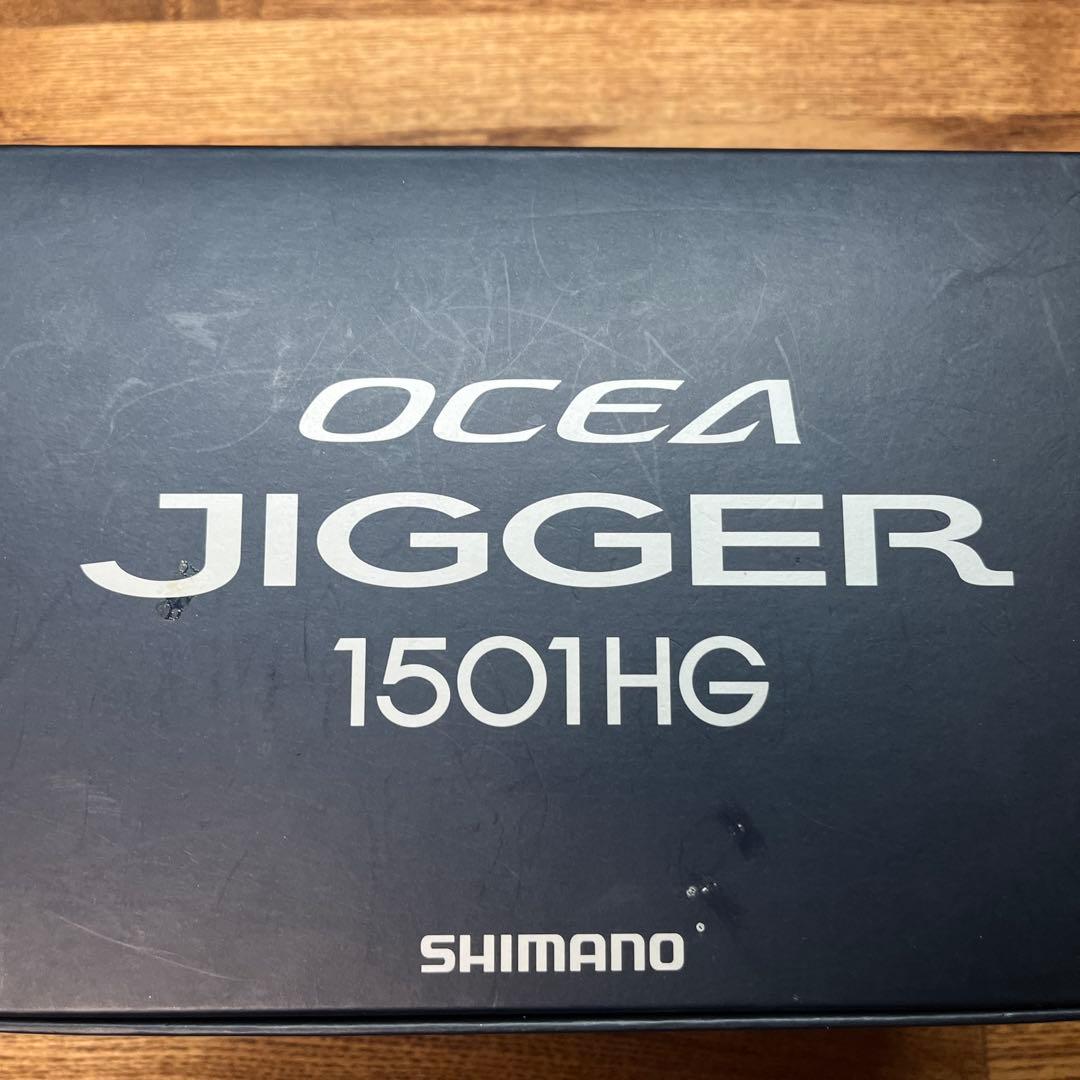 OCEA
JIGGER
1501HG
SHIMANO